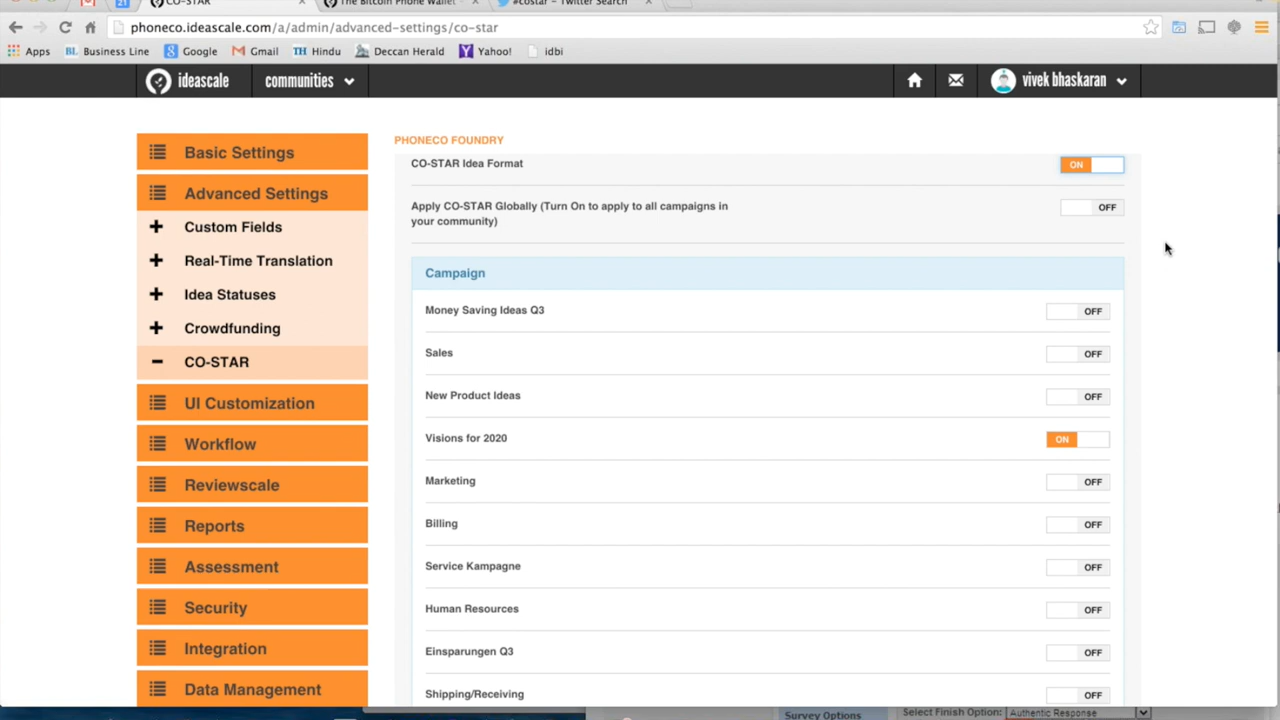 CO-STAR
The Bitcoin Phone Wallet
#costar - Twitter Search
phoneco.ideascale.com/a/admin/advanced-settings/co-star
Apps
BL Business Line
Google
Gmail
TH Hindu
Deccan Herald
Yahoo!
idbi
ideascale
communities
vivek bhaskaran
Basic Settings
Advanced Settings
Custom Fields
Real-Time Translation
Idea Statuses
Crowdfunding
CO-STAR
UI Customization
Workflow
Reviewscale
Reports
Assessment
Security
Integration
Data Management
PHONECO FOUNDRY
CO-STAR Idea Format ON
Apply CO-STAR Globally (Turn On to apply to all campaigns in
your community) OFF
Campaign
Money Saving Ideas Q3 OFF
Sales OFF
New Product Ideas OFF
Visions for 2020 ON
Marketing OFF
Billing OFF
Service Kampagne OFF
Human Resources OFF
Einsparungen Q3 OFF
Shipping/Receiving OFF
Survey Options
Select Finish Option: Authentic Response